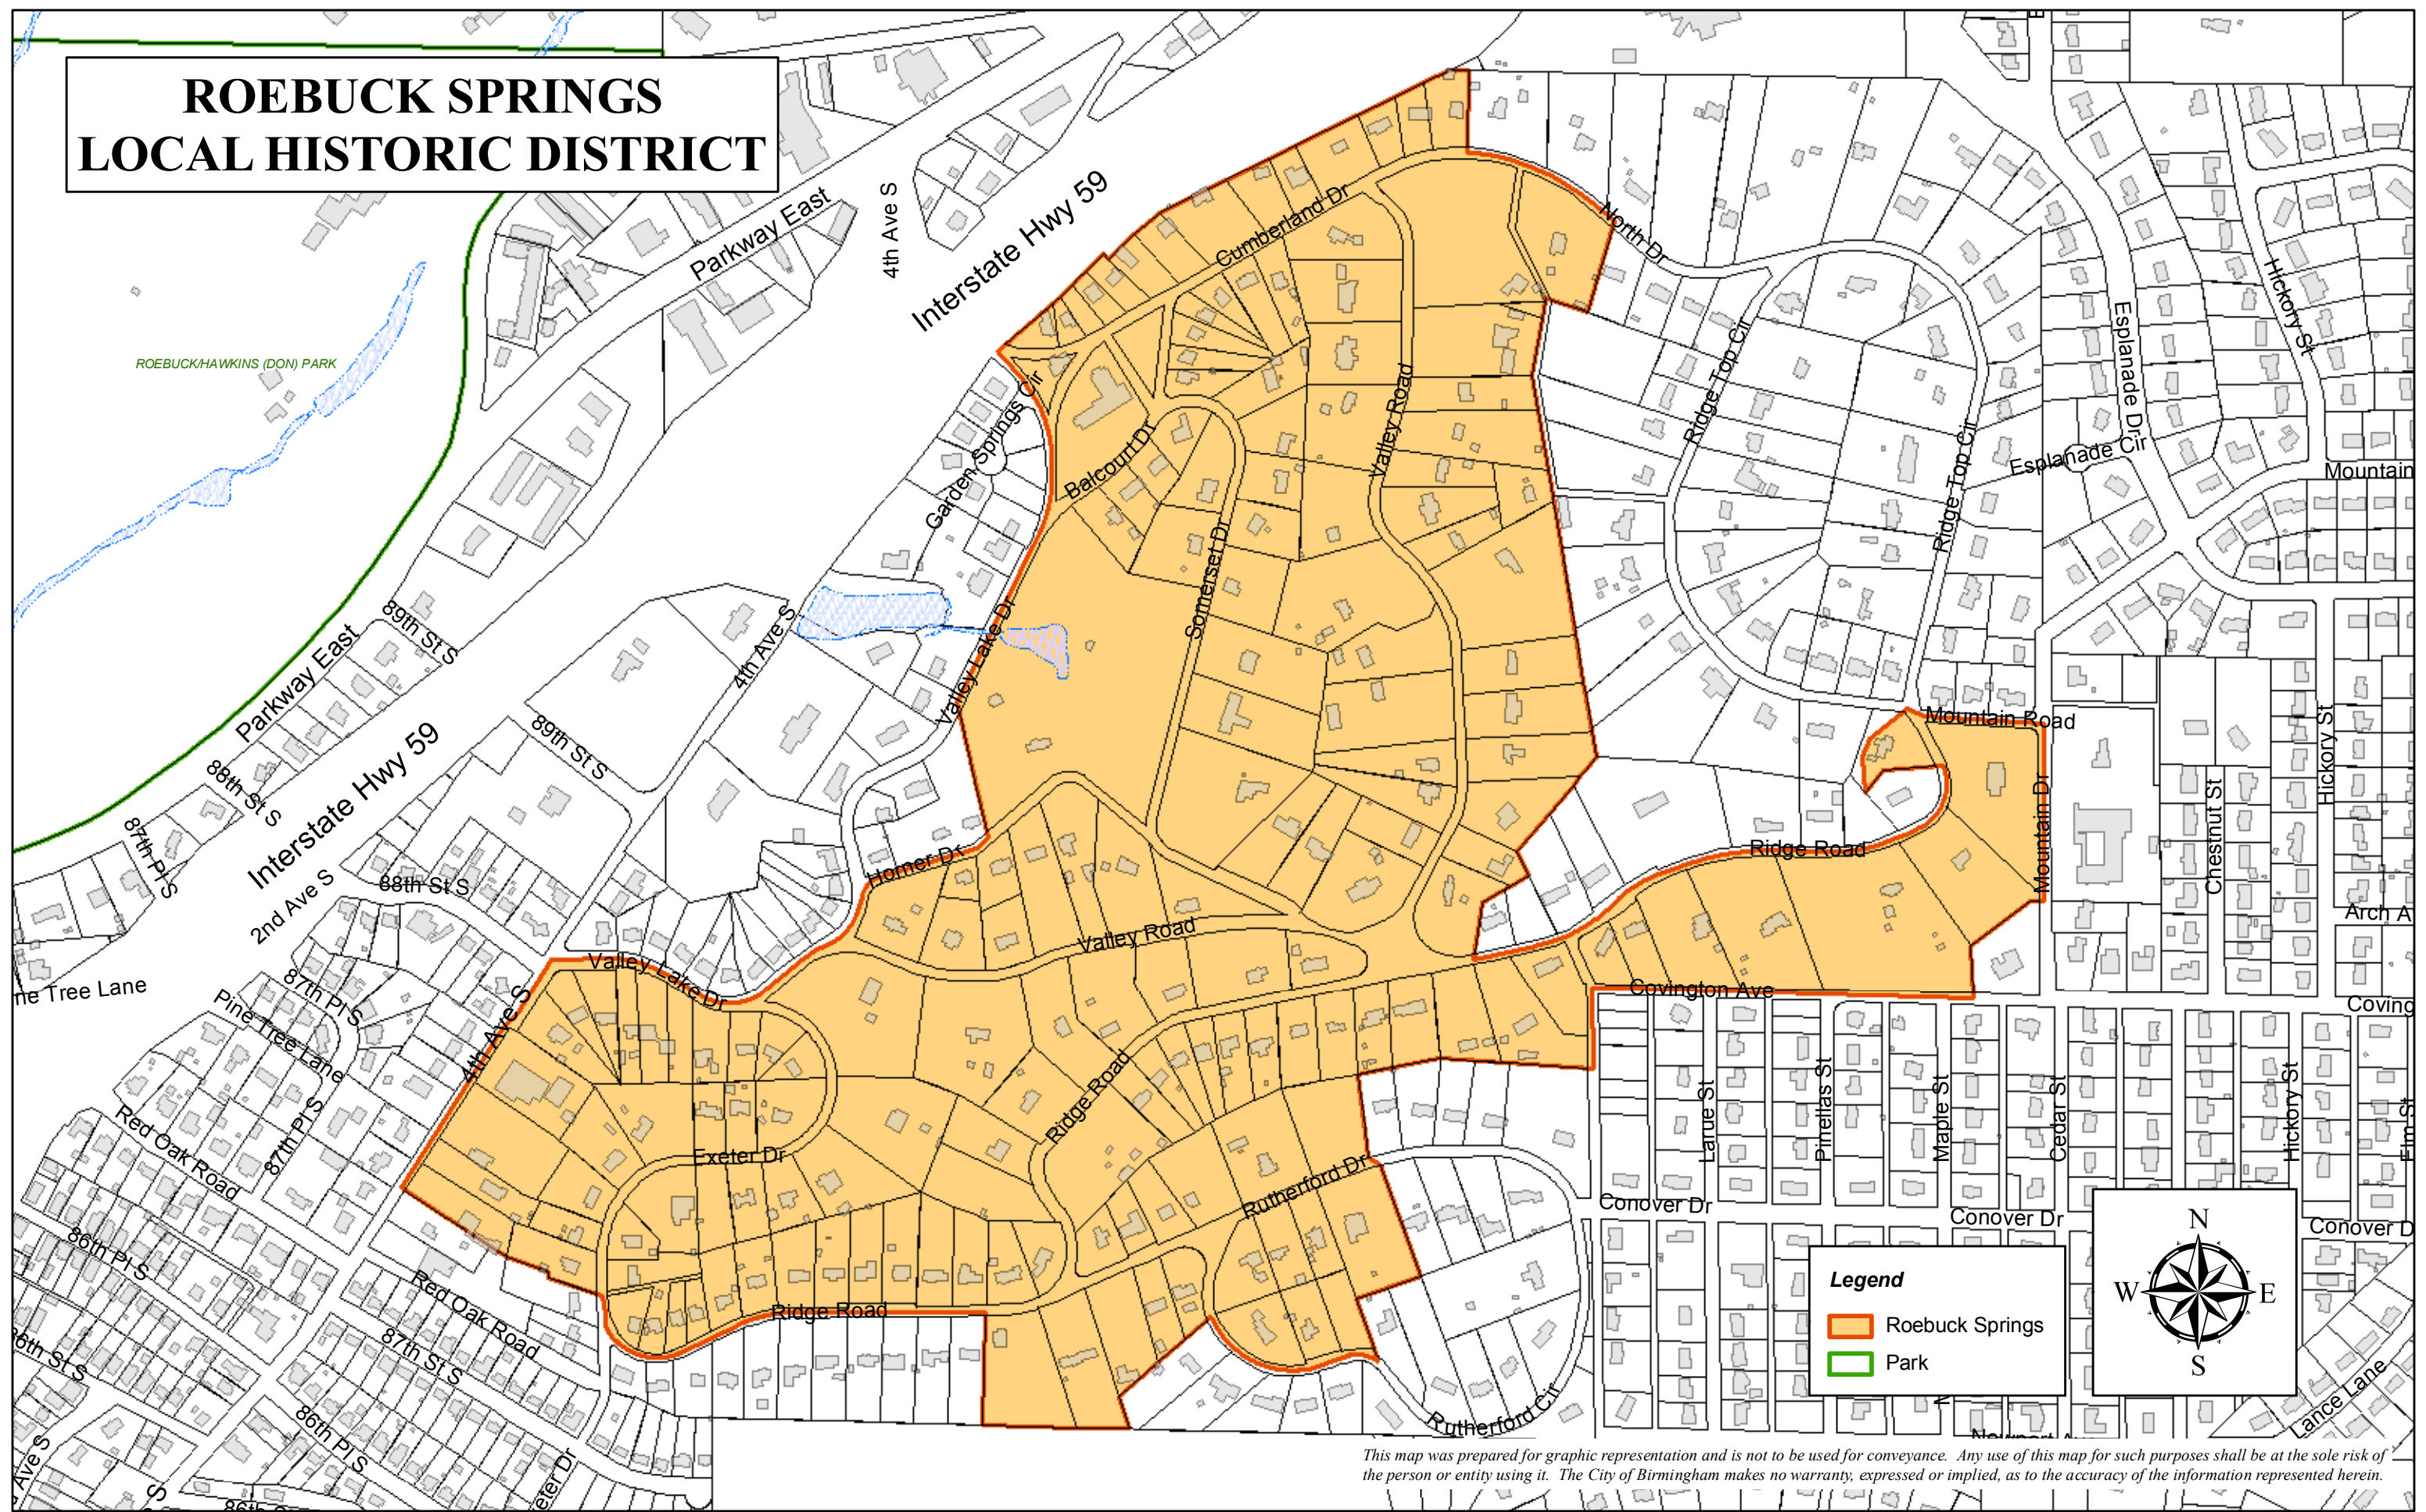 ROEBUCK SPRINGS
LOCAL HISTORIC DISTRICT
Parkway East
4th Ave S
Interstate Hwy 59
Cumberland Dr
North Dr
Hickory St
Esplanade Dr
Ridge Top Cir
ROEBUCK/HAWKINS (DON) PARK
Garden Springs Cir
Valley Road
Balcourt Dr
Esplanade Cir
Mountain
Ridge Top Cir
Somerset Dr
89th St S
4th Ave S
Valley Lake Dr
Parkway East
89th St S
Mountain Road
Hickory St
88th St S
Interstate Hwy 59
Mountain Dr
Chestnut St
87th Pl S
Ridge Road
Homer Dr
88th St S
2nd Ave S
Arch A
Valley Road
Valley Lake Dr
ne Tree Lane
87th Pl S
Covington Ave
Coving
Pine Tree Lane
4th Ave S
Ridge Road
Larue St
Pinellas St
Maple St
Cedar St
Hickory St
Elm St
Red Oak Road
87th Pl S
Exeter Dr
Rutherford Dr
Conover Dr
Conover Dr
Conover D
86th Pl S
Red Oak Road
Ridge Road
87th St S
86th St S
86th Pl S
Rutherford Cir
Lance Lane
Ave S
eter Dr
S
N
W
E
S
Legend
Roebuck Springs
Park
This map was prepared for graphic representation and is not to be used for conveyance. Any use of this map for such purposes shall be at the sole risk of
the person or entity using it. The City of Birmingham makes no warranty, expressed or implied, as to the accuracy of the information represented herein.